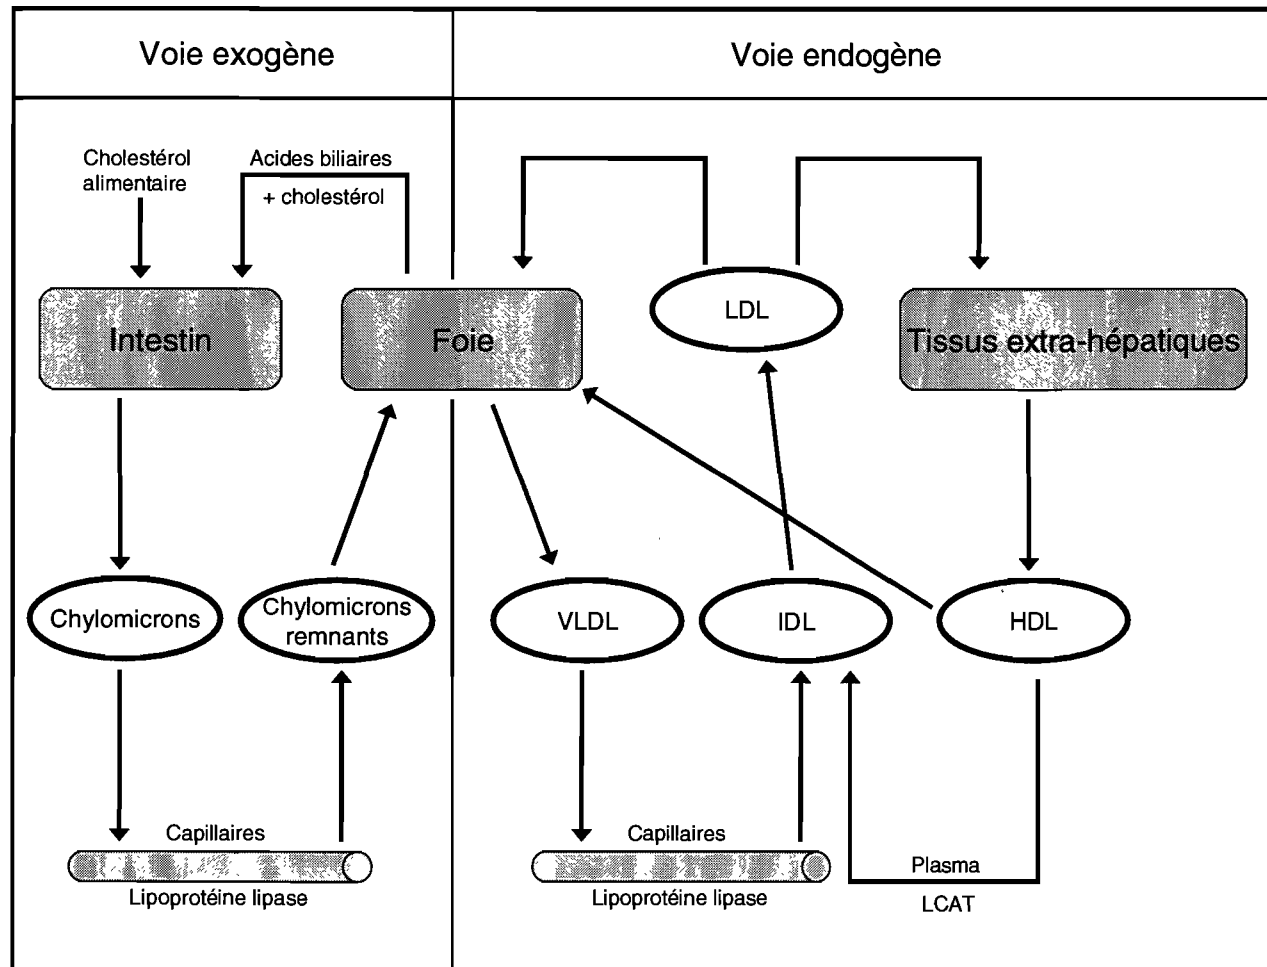 Voie exogène
Voie endogène
Cholestérol
alimentaire
Acides biliaires
+ cholestérol
Intestin
Foie
LDL
Tissus extra-hépatiques
Chylomicrons
Chylomicrons
remnants
VLDL
IDL
HDL
Capillaires
Lipoprotéine lipase
Capillaires
Lipoprotéine lipase
Plasma
LCAT